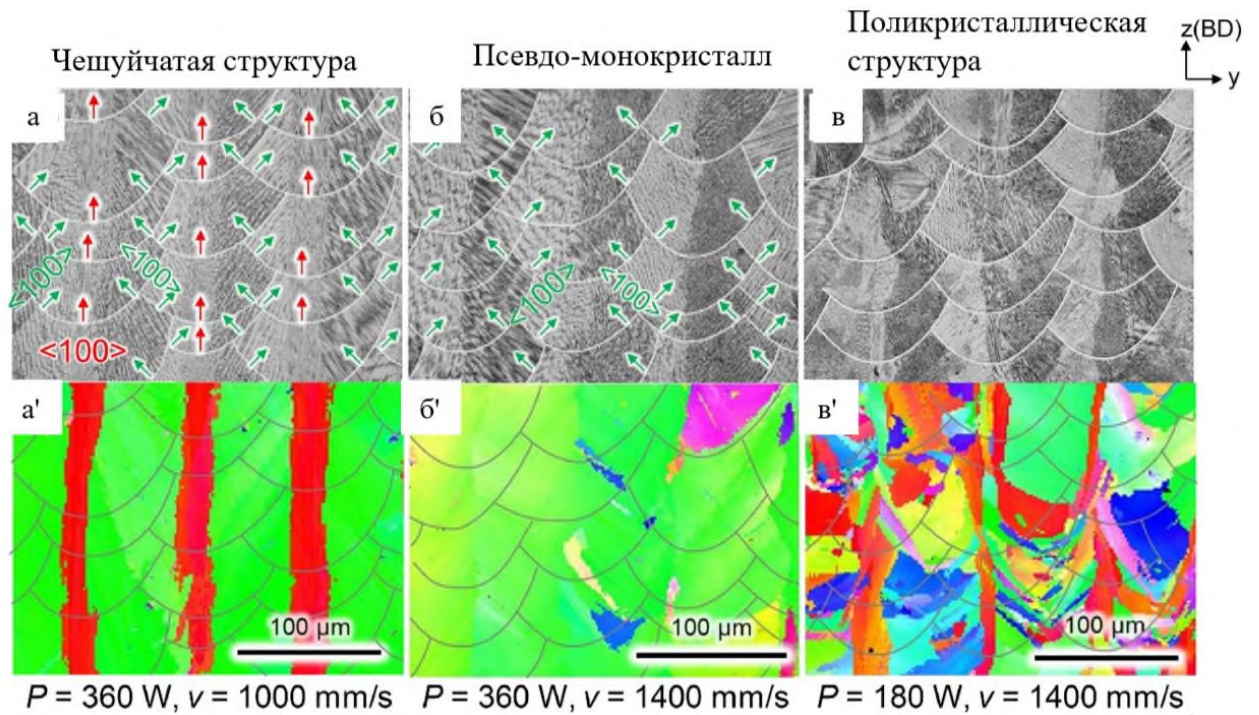 Чешуйчатая структура
Псевдо-монокристалл
Поликристаллическая
структура
z(BD)
y
а
б
в
<100>
<100>
<100>
<100>
<100>
а'
б'
в'
100 µm
100 µm
100 µm
P = 360 W, v = 1000 mm/s
P = 360 W, v = 1400 mm/s
P = 180 W, v = 1400 mm/s